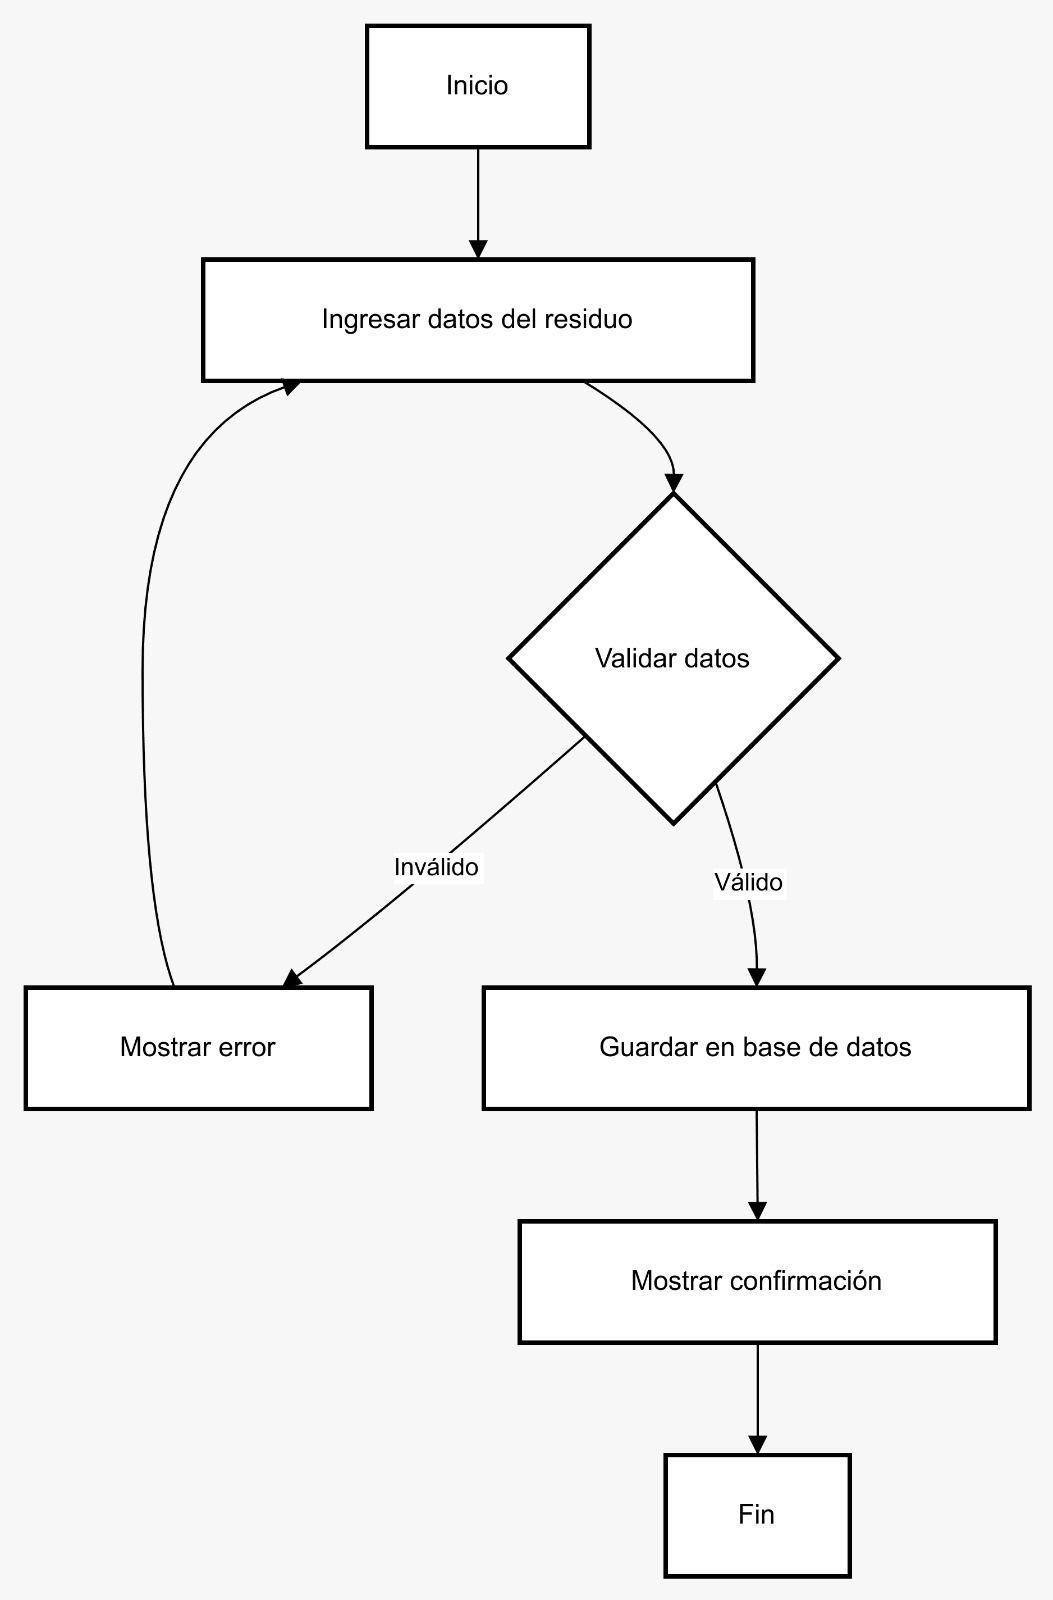 Inicio
Ingresar datos del residuo
Validar datos
Inválido
Válido
Mostrar error
Guardar en base de datos
Mostrar confirmación
Fin